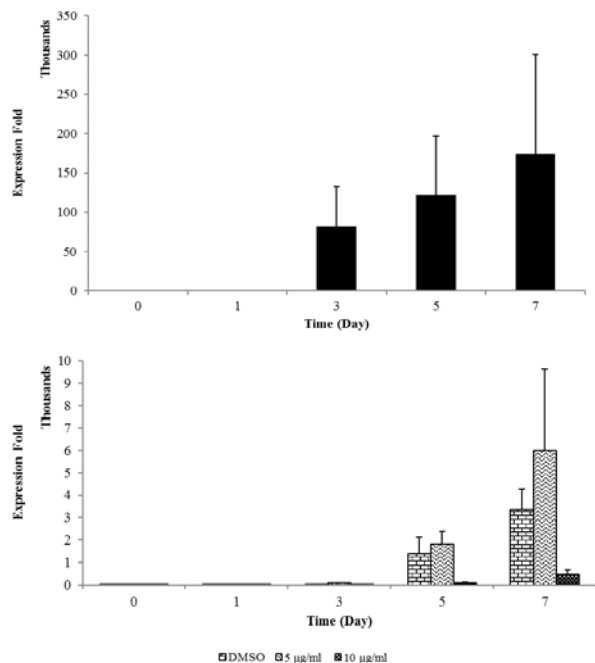 350
300
250
200
150
100
50
0
Thousands
Expression Fold
0 1 3 5 7
Time (Day)
10
9
8
7
6
5
4
3
2
1
0
Thousands
Expression Fold
0 1 3 5 7
Time (Day)
DMSO 5 µg/ml 10 µg/ml